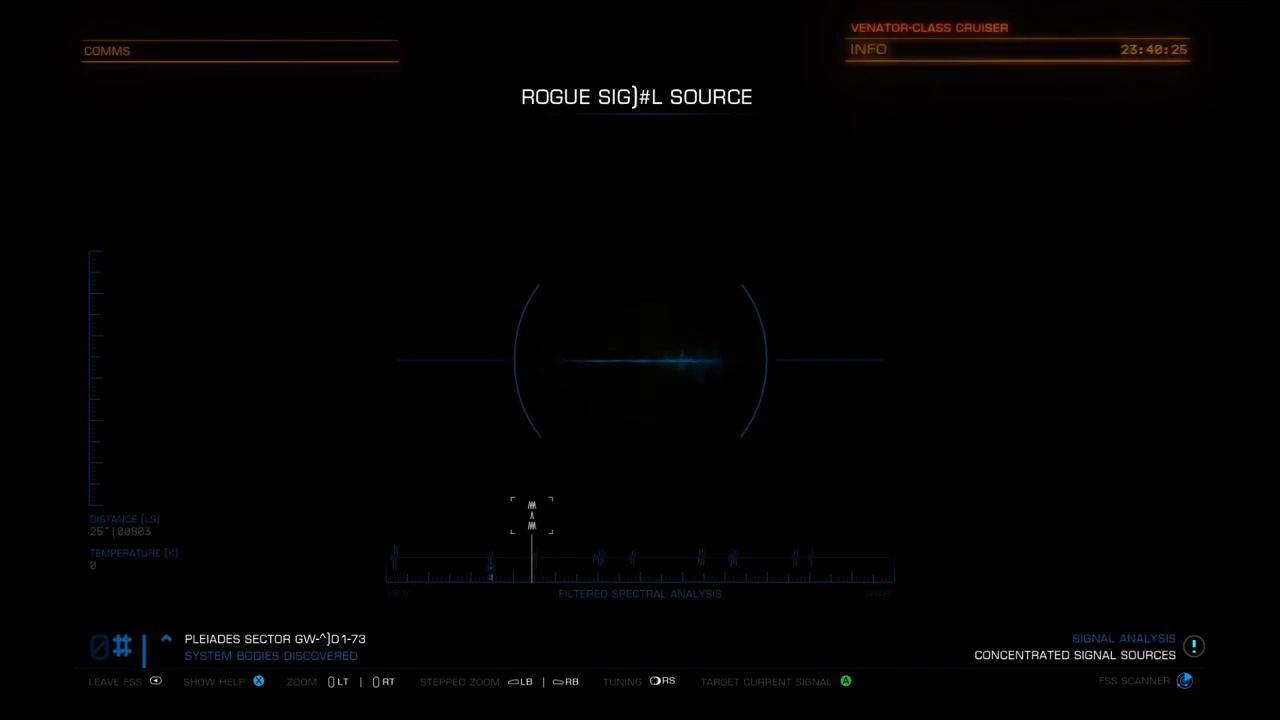 VENATOR-CLASS CRUISER
COMMS
INFO 23:40:25
ROGUE SIG)#L SOURCE
DISTANCE (LS)
TEMPERATURE (K)
0
FILTERED SPECTRAL ANALYSIS
0#
PLEIADES SECTOR GW-^)D1-73
SYSTEM BODIES DISCOVERED
SIGNAL ANALYSIS
CONCENTRATED SIGNAL SOURCES
LEAVE FSS SHOW HELP X ZOOM LT | RT STEPPED ZOOM LB | RB TUNING RS TARGET CURRENT SIGNAL A FSS SCANNER